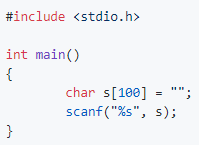 #include <stdio.h>
int main()
{
char s[100] = "";
scanf("%s", s);
}